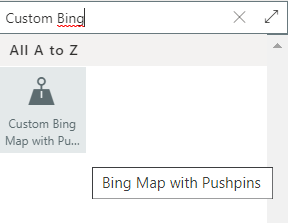 Custom Bing
All A to Z
Custom Bing
Map with Pu...
Bing Map with Pushpins